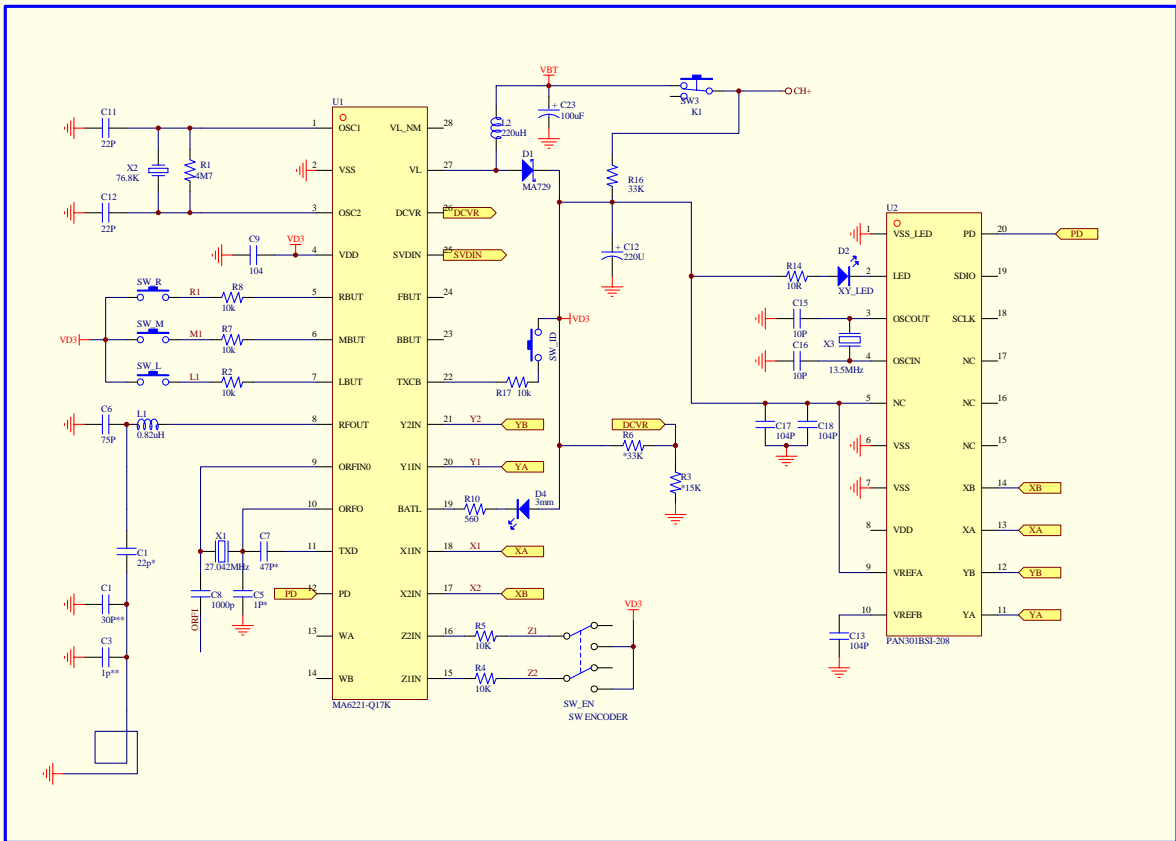 VBT
C23
100uF
SW3
K1
CH+
L2
220uH
D1
MA729
R16
33K
C12
220U
C11
22P
X2
76.8K
R1
4M7
C12
22P
C9
104
VD3
SW_R
R1
R8
10k
SW_M
M1
R7
10k
VD3
SW_L
L1
R2
10k
C6
75P
L1
0.82uH
C1
22p*
C1
30P**
C3
1p**
X1
27.042MHz
C7
47P*
C8
1000p
C5
1P*
ORFI
PD
U1
1 OSC1
2 VSS
3 OSC2
4 VDD
5 RBUT
6 MBUT
7 LBUT
8 RFOUT
9 ORFIN0
10 ORFO
11 TXD
12 PD
13 WA
14 WB
VL_NM 28
VL 27
DCVR 26
SVDIN 25
FBUT 24
BBUT 23
TXCB 22
Y2IN 21
Y1IN 20
BATL 19
X1IN 18
X2IN 17
Z2IN 16
Z1IN 15
MA6221-Q17K
DCVR
SVDIN
VD3
SW_ID
R17 10k
Y2
YB
Y1
YA
R10
560
D4
3mm
X1
XA
X2
XB
R5
10K
Z1
R4
10K
Z2
VD3
SW_EN
SW ENCODER
DCVR
R6
*33K
R3
*15K
R14
10R
D2
XY_LED
C15
10P
C16
10P
X3
13.5MHz
C17
104P
C18
104P
C13
104P
U2
1 VSS_LED
2 LED
3 OSCOUT
4 OSCIN
5 NC
6 VSS
7 VSS
8 VDD
9 VREFA
10 VREFB
PD 20
SDIO 19
SCLK 18
NC 17
NC 16
NC 15
XB 14
XA 13
YB 12
YA 11
PAN301BSI-208
PD
XB
XA
YB
YA